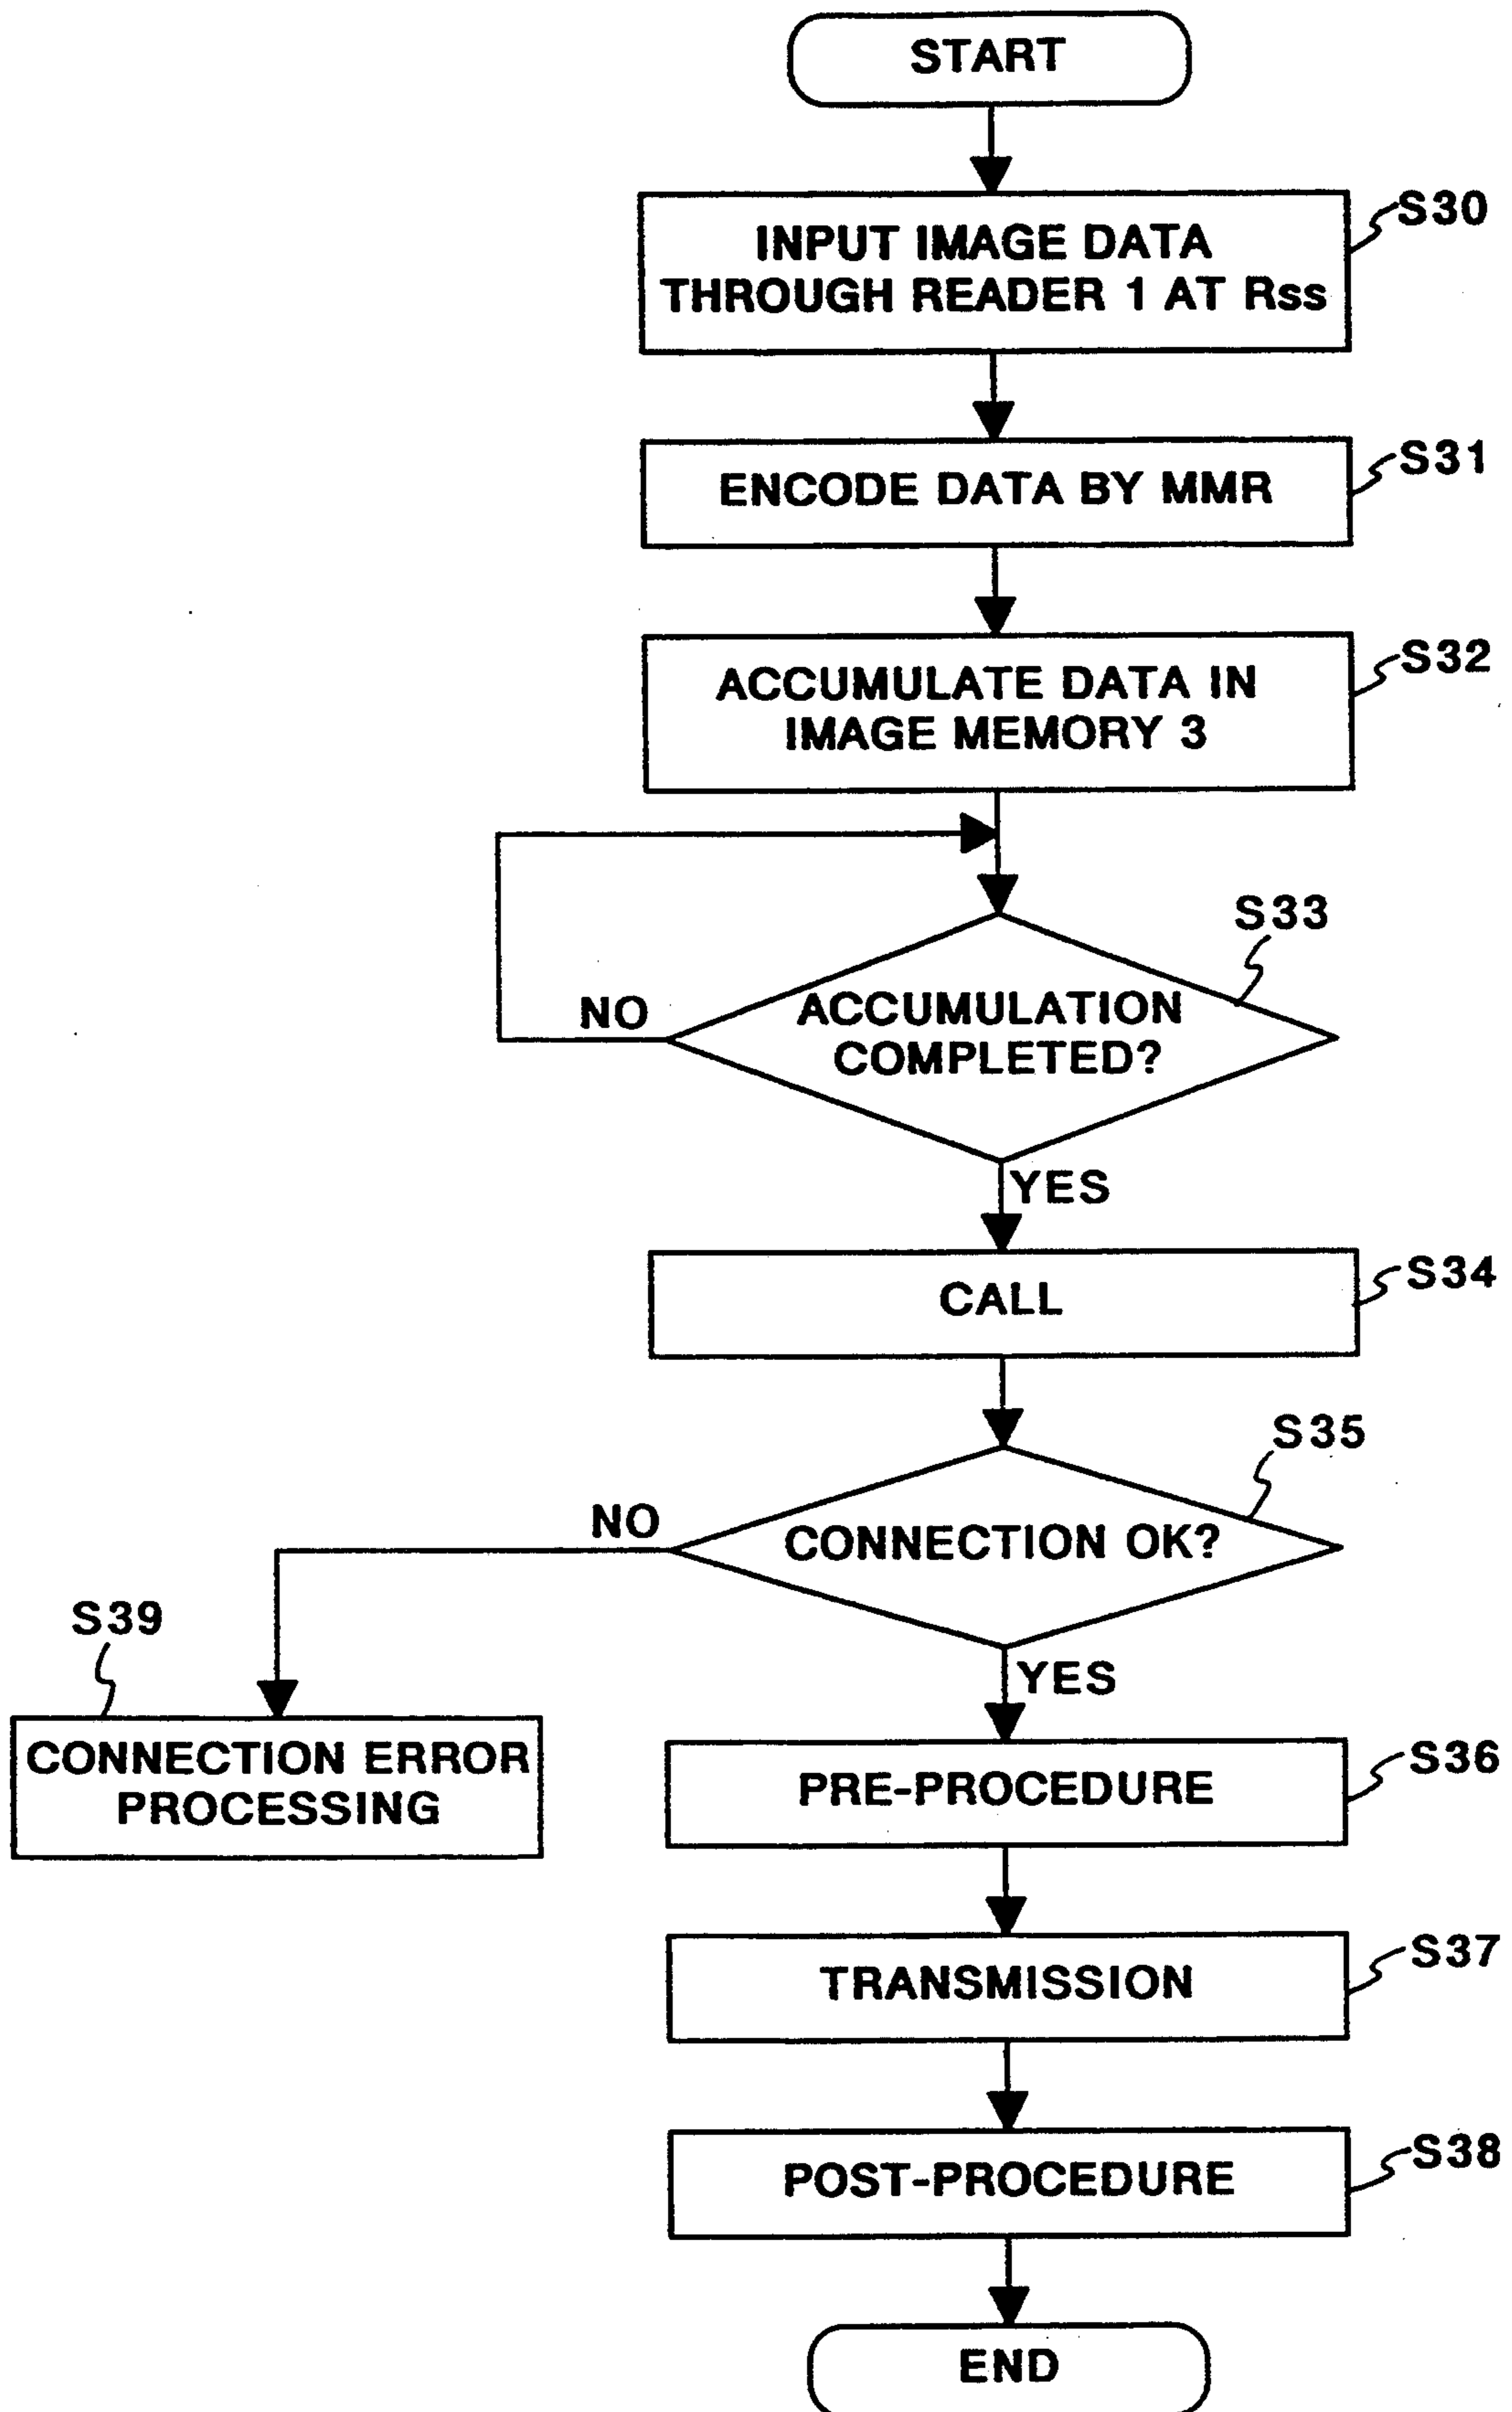 START
S30
INPUT IMAGE DATA
THROUGH READER 1 AT Rss
S31
ENCODE DATA BY MMR
S32
ACCUMULATE DATA IN
IMAGE MEMORY 3
S33
NO
ACCUMULATION
COMPLETED?
YES
S34
CALL
S35
NO
CONNECTION OK?
S39
YES
CONNECTION ERROR
PROCESSING
S36
PRE-PROCEDURE
S37
TRANSMISSION
S38
POST-PROCEDURE
END